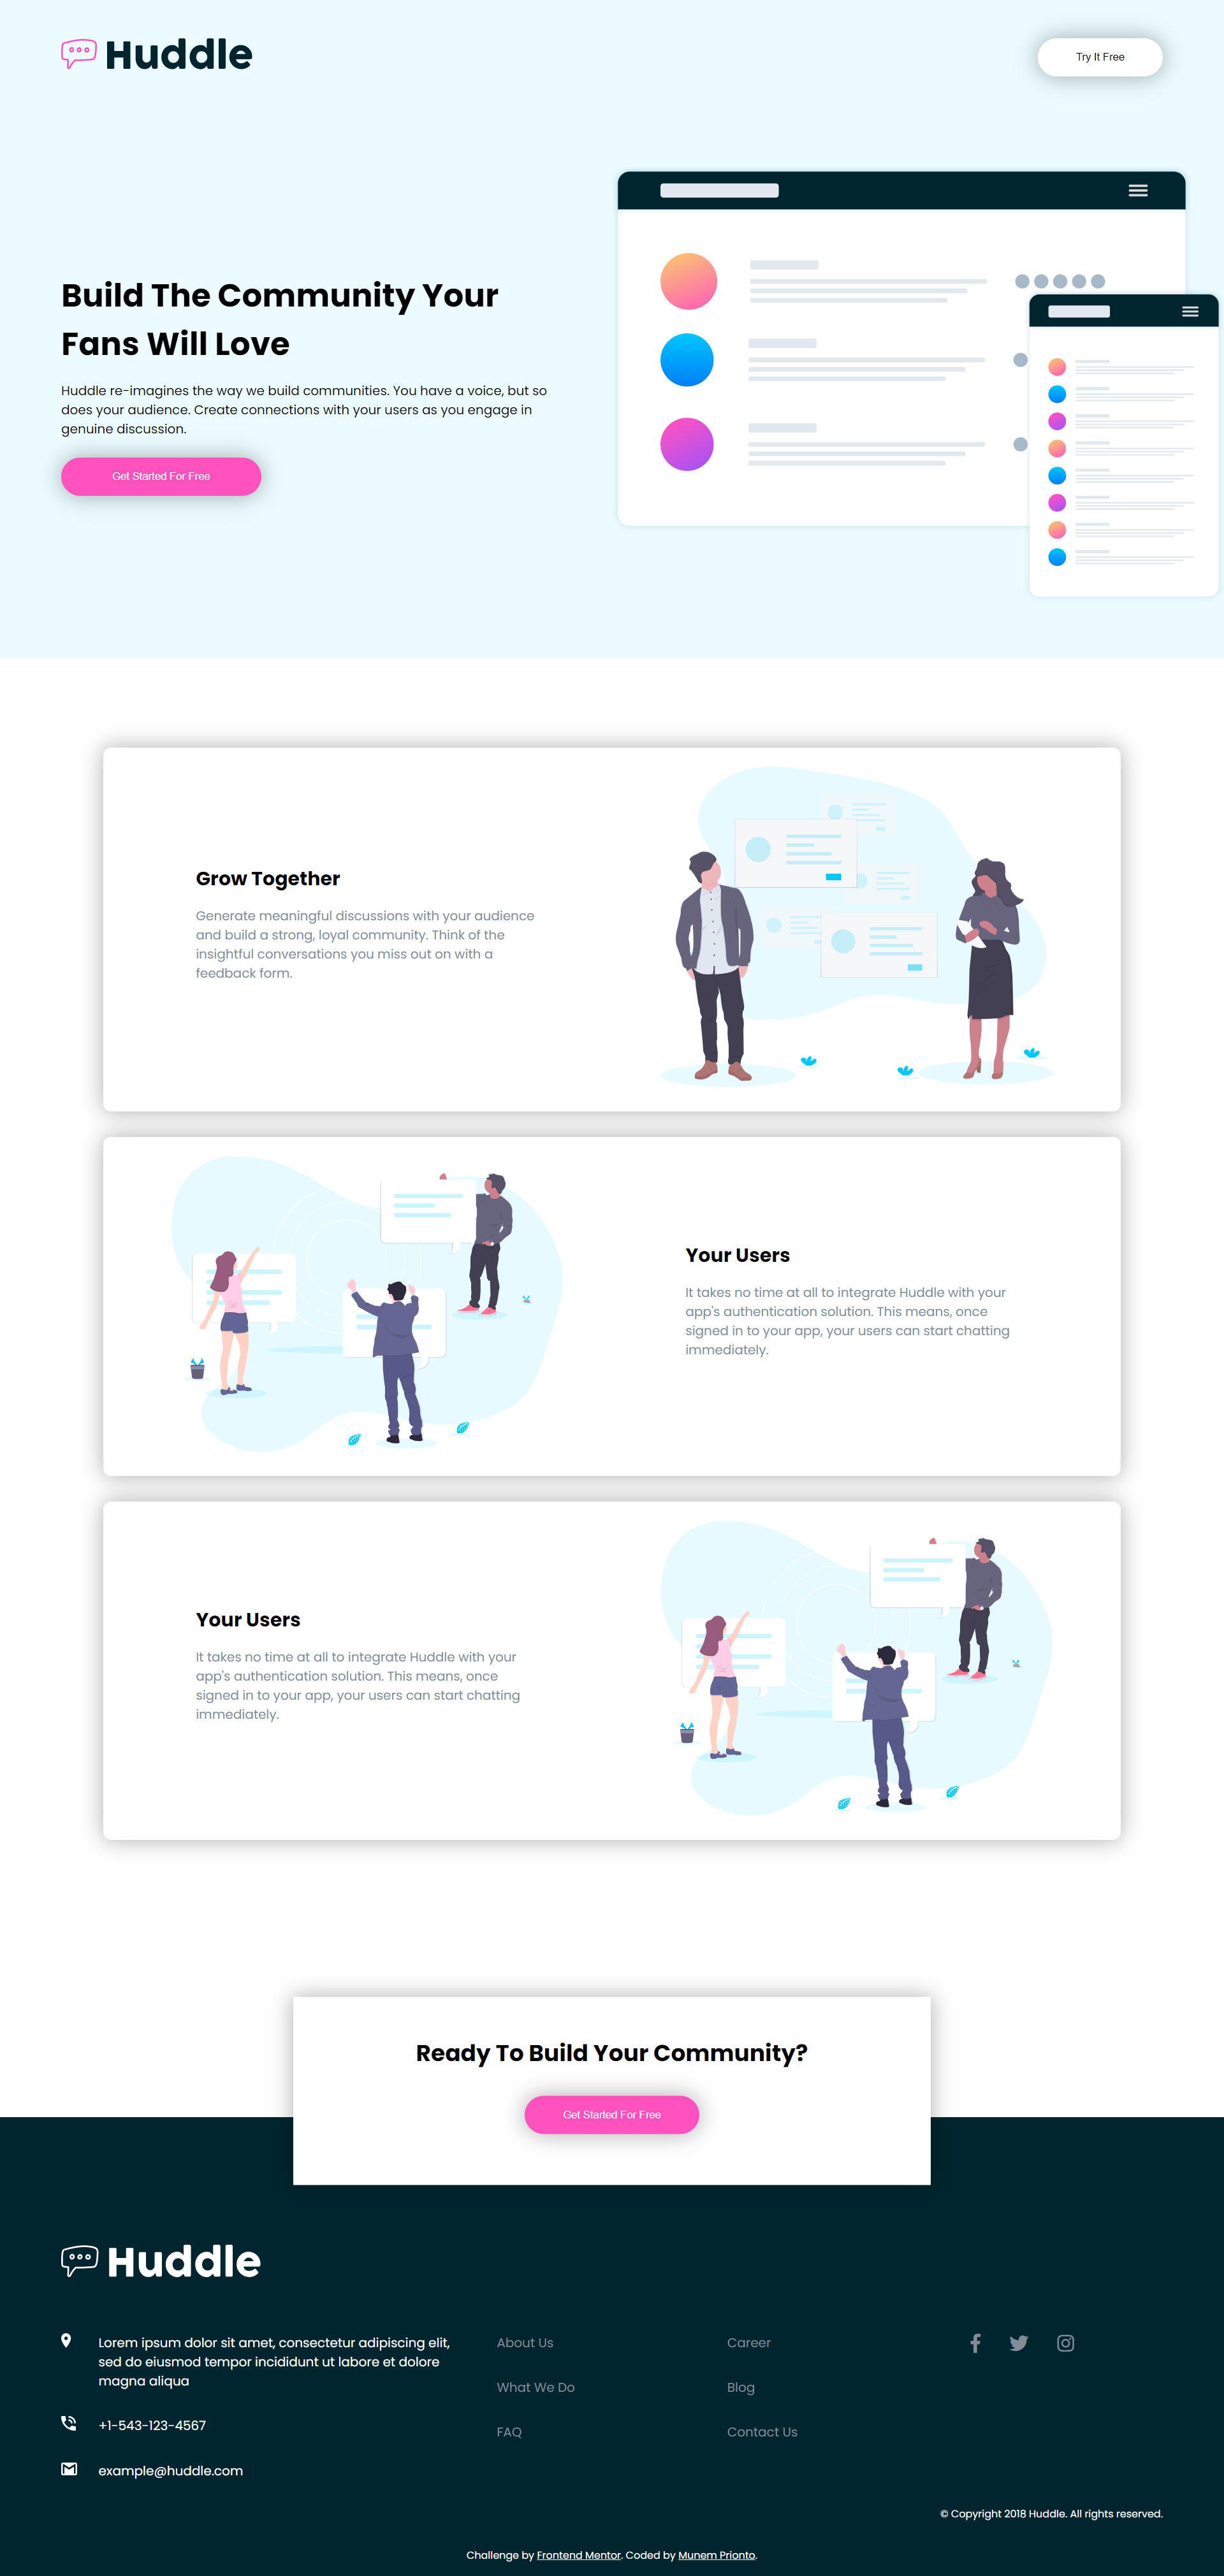 Huddle
Try It Free
Build The Community Your
Fans Will Love
Huddle re-imagines the way we build communities. You have a voice, but so
does your audience. Create connections with your users as you engage in
genuine discussion.
Get Started For Free
Grow Together
Generate meaningful discussions with your audience
and build a strong, loyal community. Think of the
insightful conversations you miss out on with a
feedback form.
Your Users
It takes no time at all to integrate Huddle with your
app's authentication solution. This means, once
signed in to your app, your users can start chatting
immediately.
Your Users
It takes no time at all to integrate Huddle with your
app's authentication solution. This means, once
signed in to your app, your users can start chatting
immediately.
Ready To Build Your Community?
Get Started For Free
Huddle
Lorem ipsum dolor sit amet, consectetur adipiscing elit,
sed do eiusmod tempor incididunt ut labore et dolore
magna aliqua
+1-543-123-4567
example@huddle.com
About Us
What We Do
FAQ
Career
Blog
Contact Us
© Copyright 2018 Huddle. All rights reserved.
Challenge by Frontend Mentor. Coded by Munem Prionto.